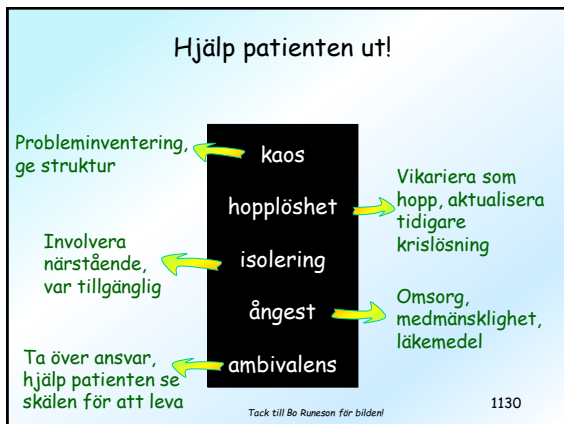 Hjälp patienten ut!
Probleminventering,
ge struktur
kaos
hopplöshet
Vikariera som
hopp, aktualisera
tidigare
krislösning
Involvera
närstående,
var tillgänglig
isolering
ångest
Omsorg,
medmänsklighet,
läkemedel
Ta över ansvar,
hjälp patienten se
skälen för att leva
ambivalens
Tack till Bo Runeson för bilden!
1130